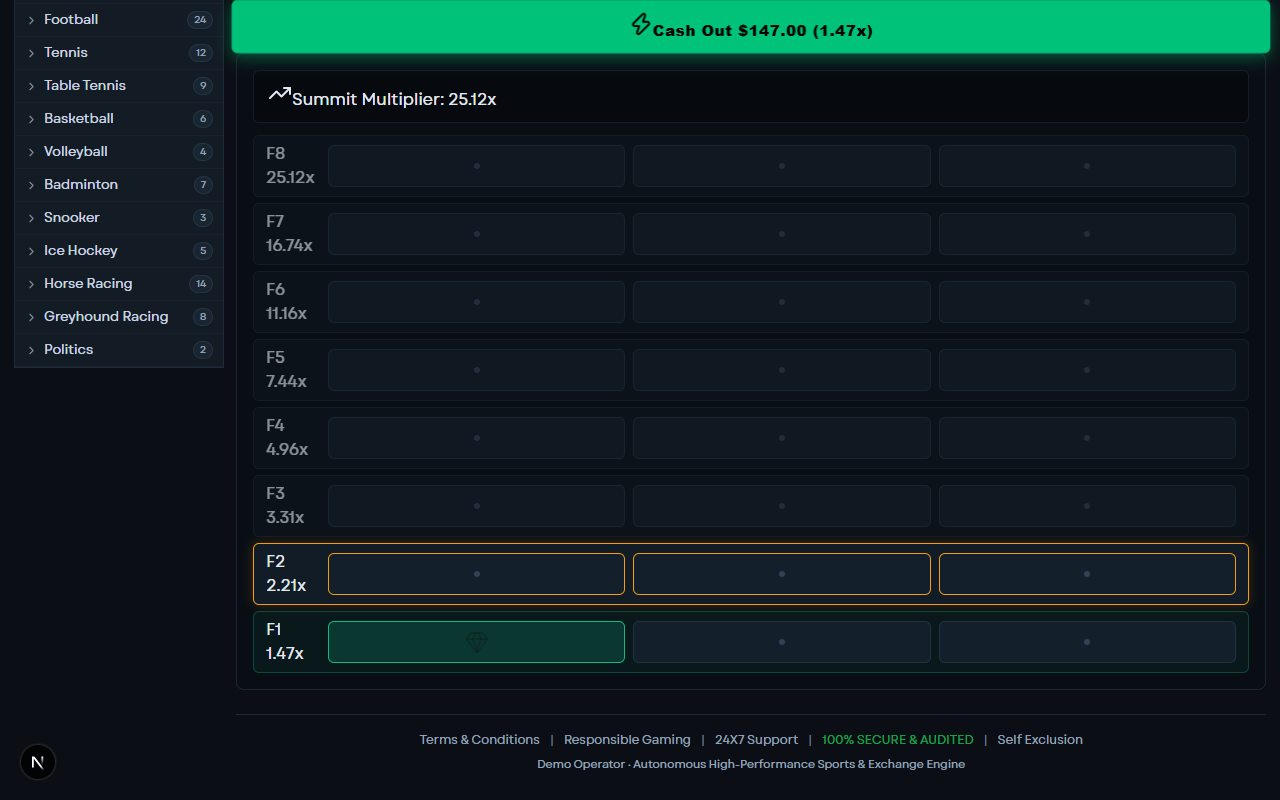 Football 24
Tennis 12
Table Tennis 9
Basketball 6
Volleyball 4
Badminton 7
Snooker 3
Ice Hockey 5
Horse Racing 14
Greyhound Racing 8
Politics 2
N
Cash Out $147.00 (1.47x)
Summit Multiplier: 25.12x
F8
25.12x
F7
16.74x
F6
11.16x
F5
7.44x
F4
4.96x
F3
3.31x
F2
2.21x
F1
1.47x
Terms & Conditions | Responsible Gaming | 24X7 Support | 100% SECURE & AUDITED | Self Exclusion
Demo Operator · Autonomous High-Performance Sports & Exchange Engine